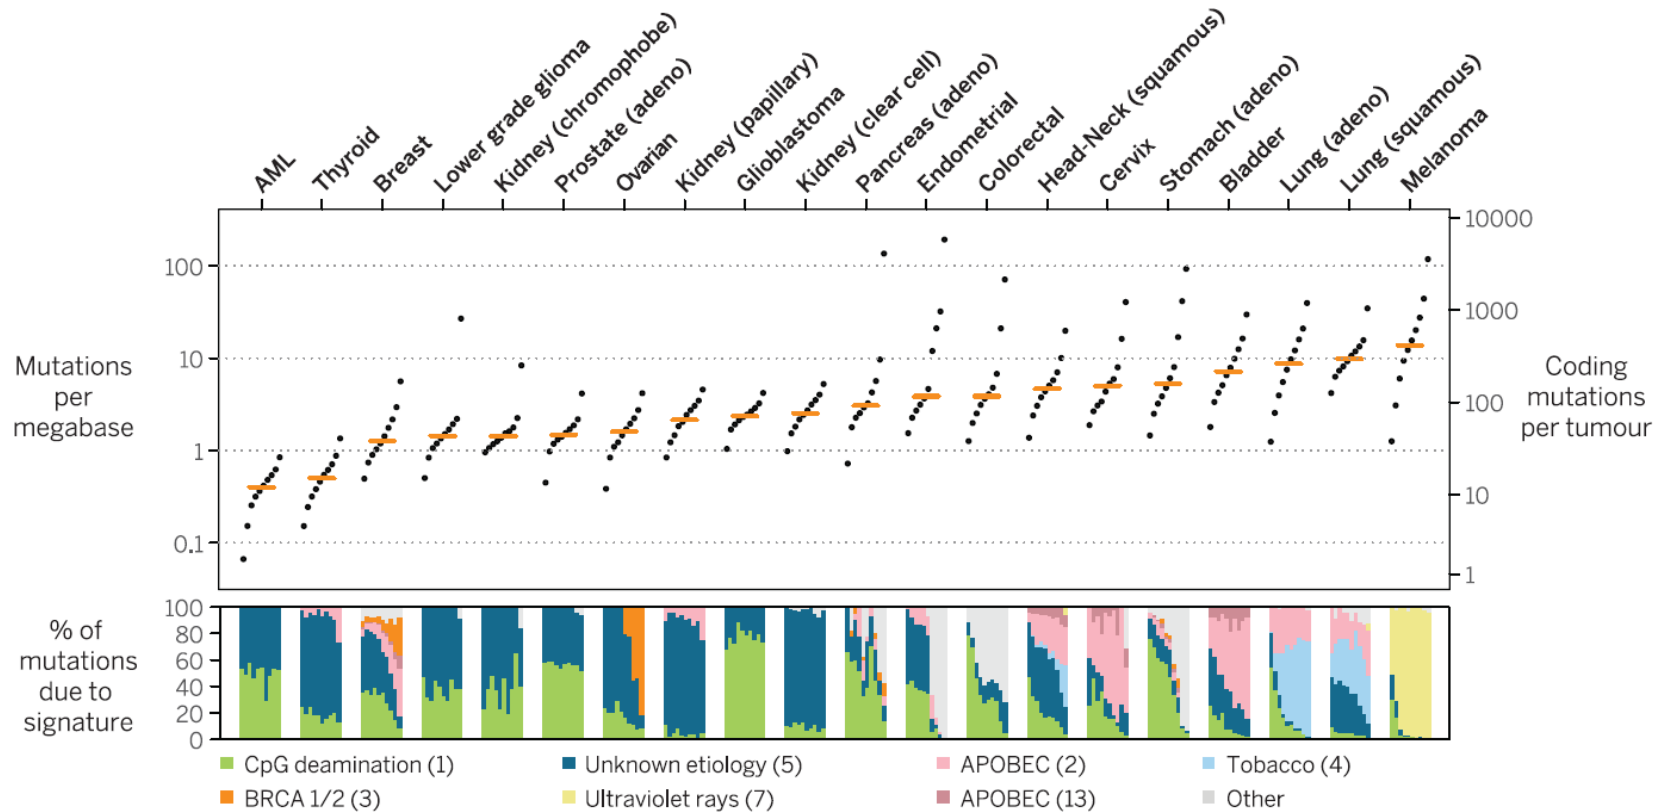 AML
Thyroid
Breast
Lower grade glioma
Kidney (chromophobe)
Prostate (adeno)
Ovarian
Kidney (papillary)
Glioblastoma
Kidney (clear cell)
Pancreas (adeno)
Endometrial
Colorectal
Head-Neck (squamous)
Cervix
Stomach (adeno)
Bladder
Lung (adeno)
Lung (squamous)
Melanoma
Mutations
per
megabase
100
10
1
0.1
10000
1000
100
10
1
Coding
mutations
per tumour
% of
mutations
due to
signature
100
80
60
40
20
0
CpG deamination (1)
Unknown etiology (5)
APOBEC (2)
Tobacco (4)
BRCA 1/2 (3)
Ultraviolet rays (7)
APOBEC (13)
Other